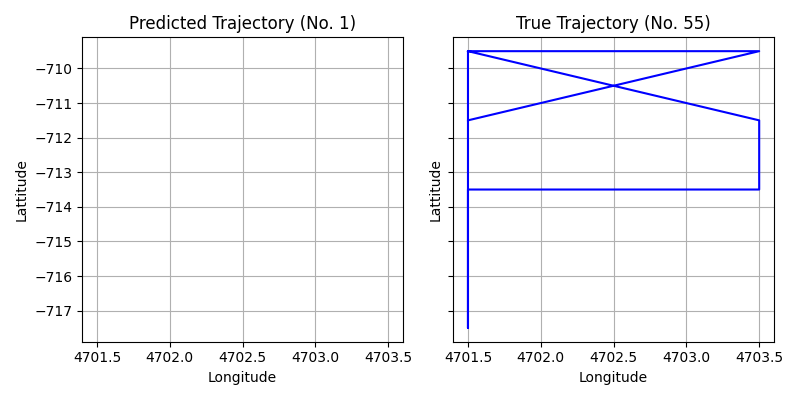 Predicted Trajectory (No. 1)
−710
−711
−712
−713
−714
−715
−716
−717
Lattitude
4701.5 4702.0 4702.5 4703.0 4703.5
Longitude
True Trajectory (No. 55)
Lattitude
4701.5 4702.0 4702.5 4703.0 4703.5
Longitude